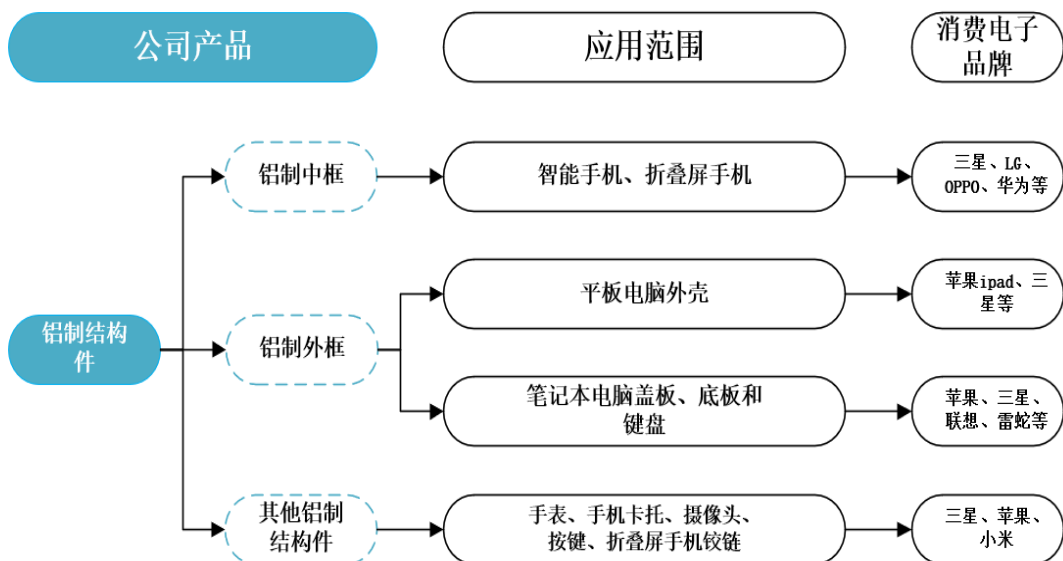 公司产品
应用范围
消费电子
品牌
铝制中框
智能手机、折叠屏手机
三星、LG、
OPPO、华为等
铝制结构
件
铝制外框
平板电脑外壳
苹果ipad、三
星等
笔记本电脑盖板、底板和
键盘
苹果、三星、
联想、雷蛇等
其他铝制
结构件
手表、手机卡托、摄像头、
按键、折叠屏手机铰链
三星、苹果、
小米